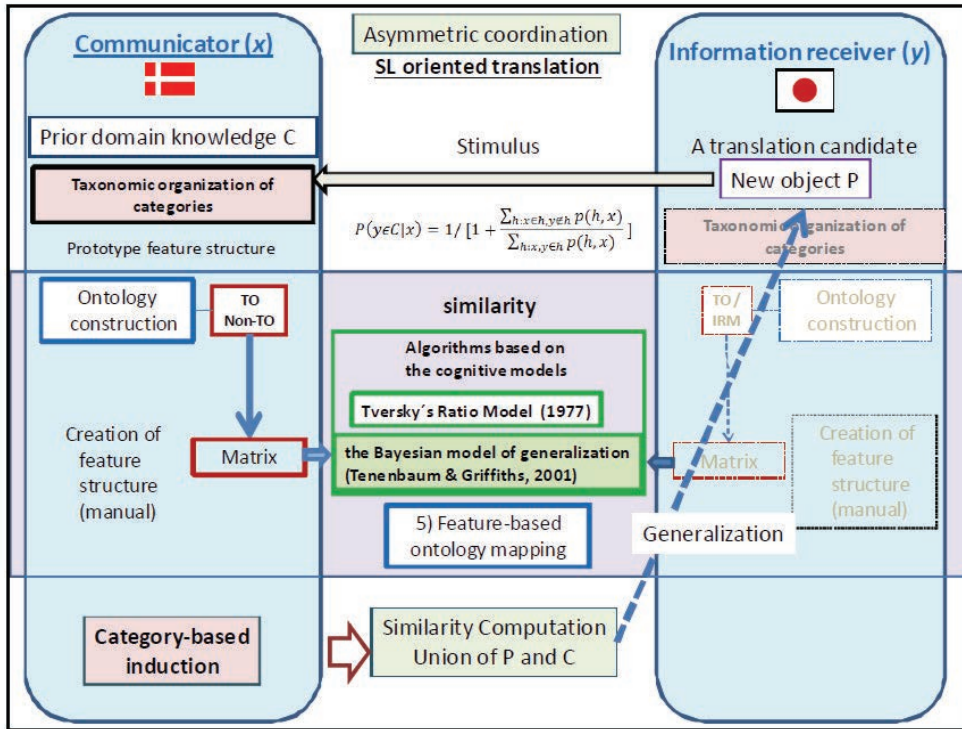 Communicator (x)
Asymmetric coordination
SL oriented translation
Information receiver (y)
Prior domain knowledge C
Stimulus
A translation candidate
New object P
Taxonomic organization of
categories
P(yϵC|x) = 1/ [1 + ∑h:x∈h,y∉h p(h, x) / ∑h:x,y∈h p(h, x) ]
Taxonomic organization of
categories
Prototype feature structure
Ontology
construction
TO
Non-TO
similarity
TO /
IRM
Ontology
construction
Algorithms based on
the cognitive models
Tversky´s Ratio Model (1977)
Creation of
feature
structure
(manual)
Matrix
the Bayesian model of generalization
(Tenenbaum & Griffiths, 2001)
Matrix
Creation of
feature
structure
(manual)
5) Feature-based
ontology mapping
Generalization
Category-based
induction
Similarity Computation
Union of P and C